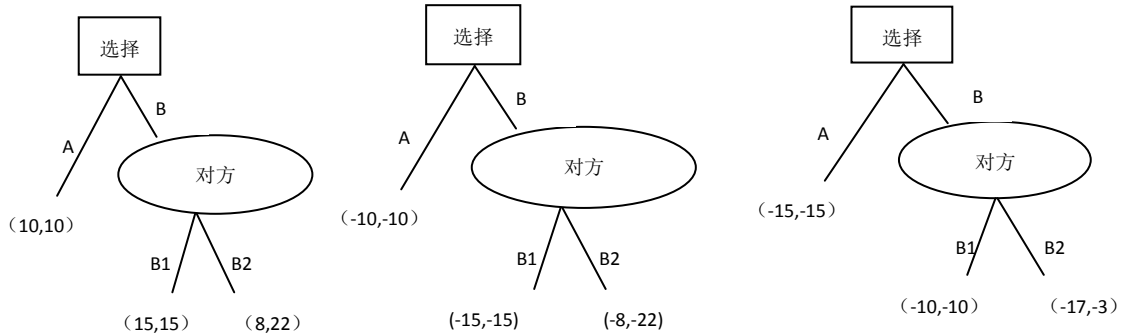 选择
A
B
对方
（10,10）
B1
B2
（15,15）
（8,22）
选择
A
B
对方
（-10,-10）
B1
B2
(-15,-15)
(-8,-22)
选择
A
B
对方
（-15,-15）
B1
B2
（-10,-10）
（-17,-3）